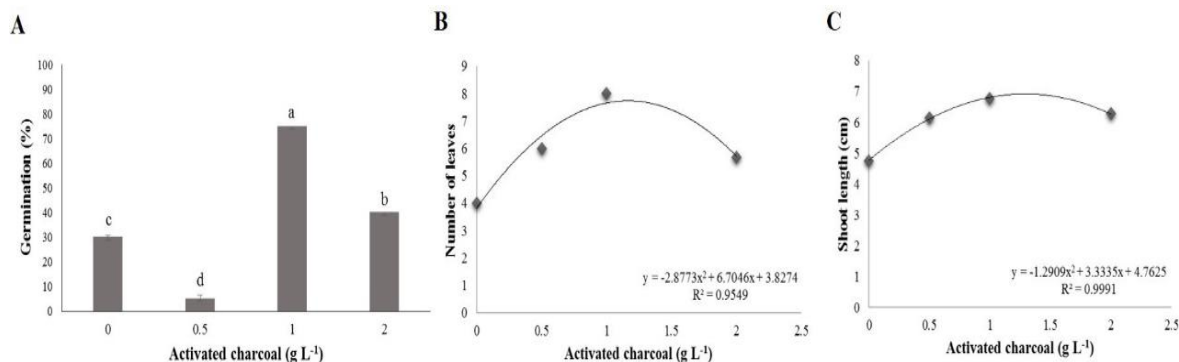 A
Germination (%)
100
90
80
70
60
50
40
30
20
10
0
c
d
a
b
0 0.5 1 2
Activated charcoal (g L⁻¹)
B
Number of leaves
9
8
7
6
5
4
3
2
1
0
y = -2.8773x² + 6.7046x + 3.8274
R² = 0.9549
0 0.5 1 1.5 2 2.5
Activated charcoal (g L⁻¹)
C
Shoot length (cm)
8
7
6
5
4
3
2
1
0
y = -1.2909x² + 3.3335x + 4.7625
R² = 0.9991
0 0.5 1 1.5 2 2.5
Activated charcoal (g L⁻¹)